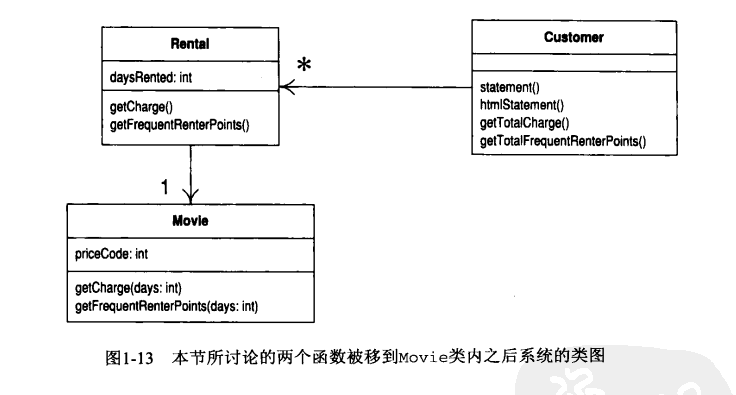 Rental
daysRented: int
getCharge()
getFrequentRenterPoints()
*
Customer
statement()
htmlStatement()
getTotalCharge()
getTotalFrequentRenterPoints()
1
Movie
priceCode: int
getCharge(days: int)
getFrequentRenterPoints(days: int)
图1-13 本节所讨论的两个函数被移到Movie类内之后系统的类图